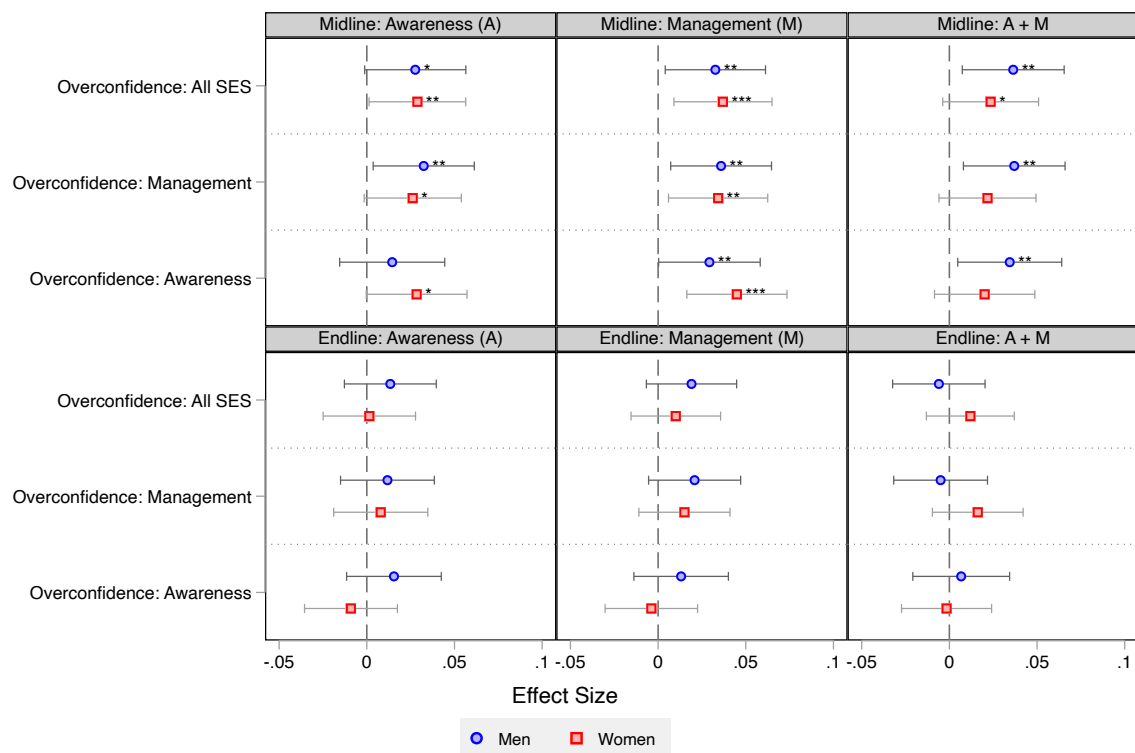 Midline: Awareness (A) Midline: Management (M) Midline: A + M
Overconfidence: All SES
* ** **
** *** *
Overconfidence: Management
** ** **
* **
Overconfidence: Awareness
** **
* ***
Endline: Awareness (A) Endline: Management (M) Endline: A + M
Overconfidence: All SES
Overconfidence: Management
Overconfidence: Awareness
-.05 0 .05 .1 -.05 0 .05 .1 -.05 0 .05 .1
Effect Size
Men Women